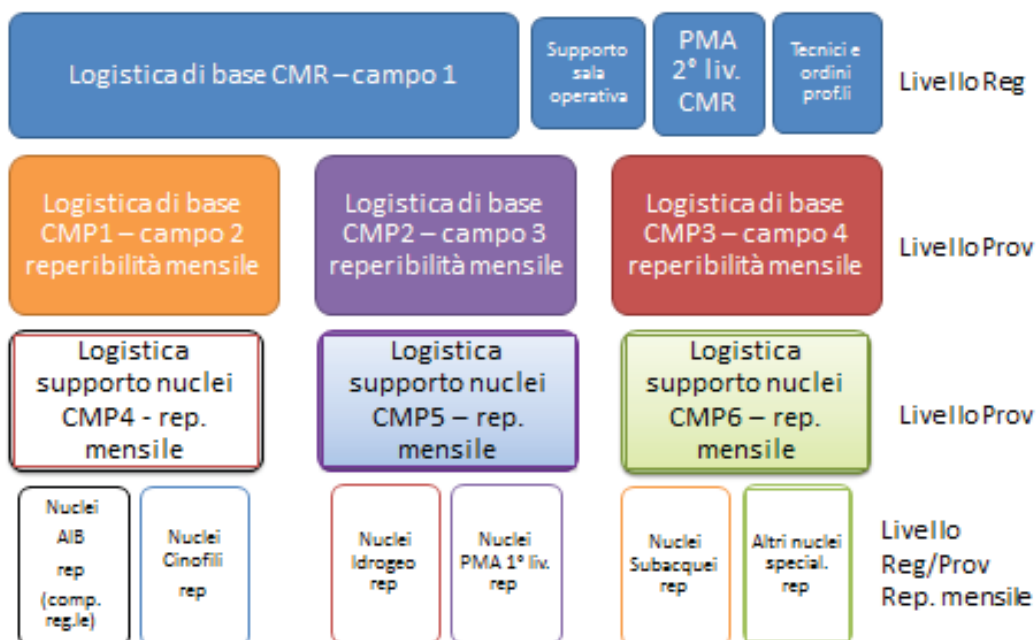 Logistica di base CMR – campo 1
Supporto
sala
operativa
PMA
2° liv.
CMR
Tecnici e
ordini
prof.li
Livello Reg
Logistica di base
CMP1 – campo 2
reperibilità mensile
Logistica di base
CMP2 – campo 3
reperibilità mensile
Logistica di base
CMP3 – campo 4
reperibilità mensile
Livello Prov
Logistica
supporto nuclei
CMP4 - rep.
mensile
Logistica
supporto nuclei
CMP5 – rep.
mensile
Logistica
supporto nuclei
CMP6 – rep.
mensile
Livello Prov
Nuclei
AIB
rep
(comp.
reg.le)
Nuclei
Cinofili
rep
Nuclei
Idrogeo
rep
Nuclei
PMA 1° liv.
rep
Nuclei
Subacquei
rep
Altri nuclei
special.
rep
Livello
Reg/Prov
Rep. mensile